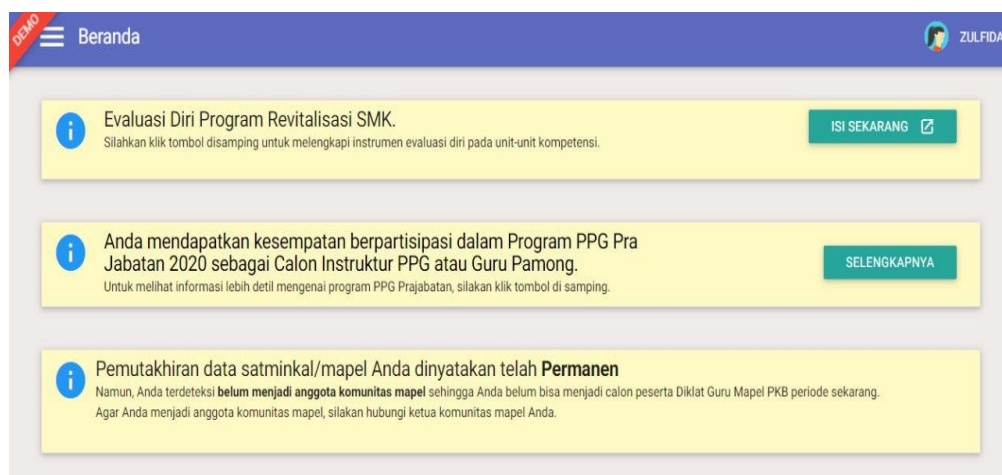 DEMO
Beranda
ZULFIDA
Evaluasi Diri Program Revitalisasi SMK.
Silahkan klik tombol disamping untuk melengkapi instrumen evaluasi diri pada unit-unit kompetensi.
ISI SEKARANG
Anda mendapatkan kesempatan berpartisipasi dalam Program PPG Pra
Jabatan 2020 sebagai Calon Instruktur PPG atau Guru Pamong.
Untuk melihat informasi lebih detil mengenai program PPG Prajabatan, silakan klik tombol di samping.
SELENGKAPNYA
Pemutakhiran data satminkal/mapel Anda dinyatakan telah Permanen
Namun, Anda terdeteksi belum menjadi anggota komunitas mapel sehingga Anda belum bisa menjadi calon peserta Diklat Guru Mapel PKB periode sekarang.
Agar Anda menjadi anggota komunitas mapel, silakan hubungi ketua komunitas mapel Anda.